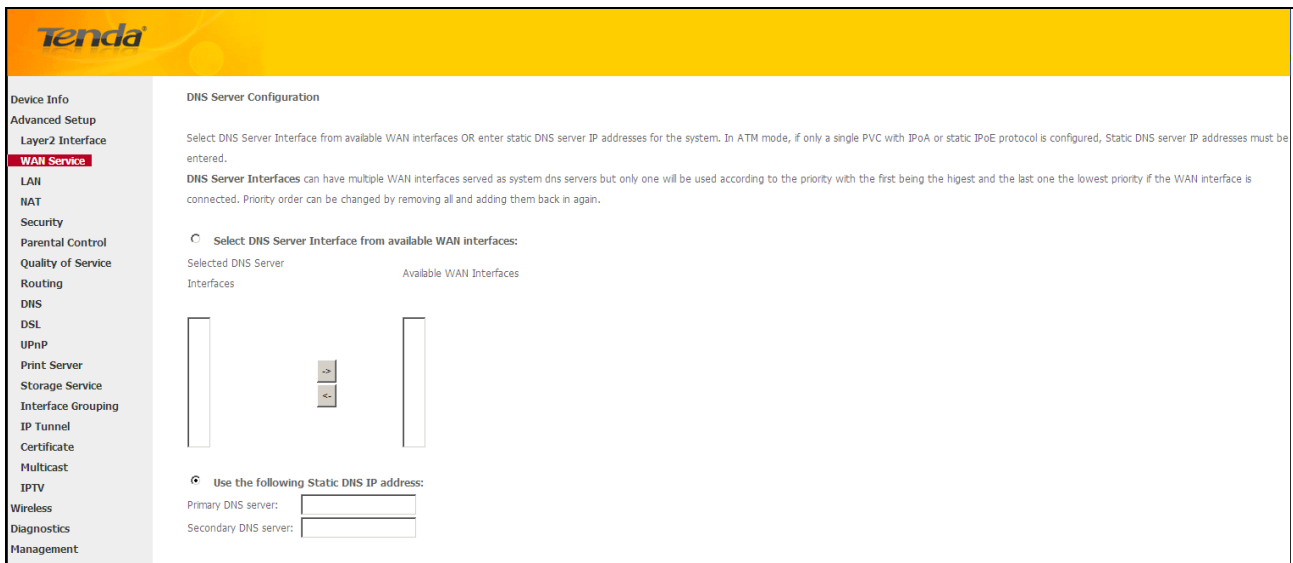 Tenda
Device Info
Advanced Setup
Layer2 Interface
WAN Service
LAN
NAT
Security
Parental Control
Quality of Service
Routing
DNS
DSL
UPnP
Print Server
Storage Service
Interface Grouping
IP Tunnel
Certificate
Multicast
IPTV
Wireless
Diagnostics
Management
DNS Server Configuration
Select DNS Server Interface from available WAN interfaces OR enter static DNS server IP addresses for the system. In ATM mode, if only a single PVC with IPoA or static IPoE protocol is configured, Static DNS server IP addresses must be
entered.
DNS Server Interfaces can have multiple WAN interfaces served as system dns servers but only one will be used according to the priority with the first being the higest and the last one the lowest priority if the WAN interface is
connected. Priority order can be changed by removing all and adding them back in again.
Select DNS Server Interface from available WAN interfaces:
Selected DNS Server
Interfaces
Available WAN Interfaces
->
<-
Use the following Static DNS IP address:
Primary DNS server:
Secondary DNS server: